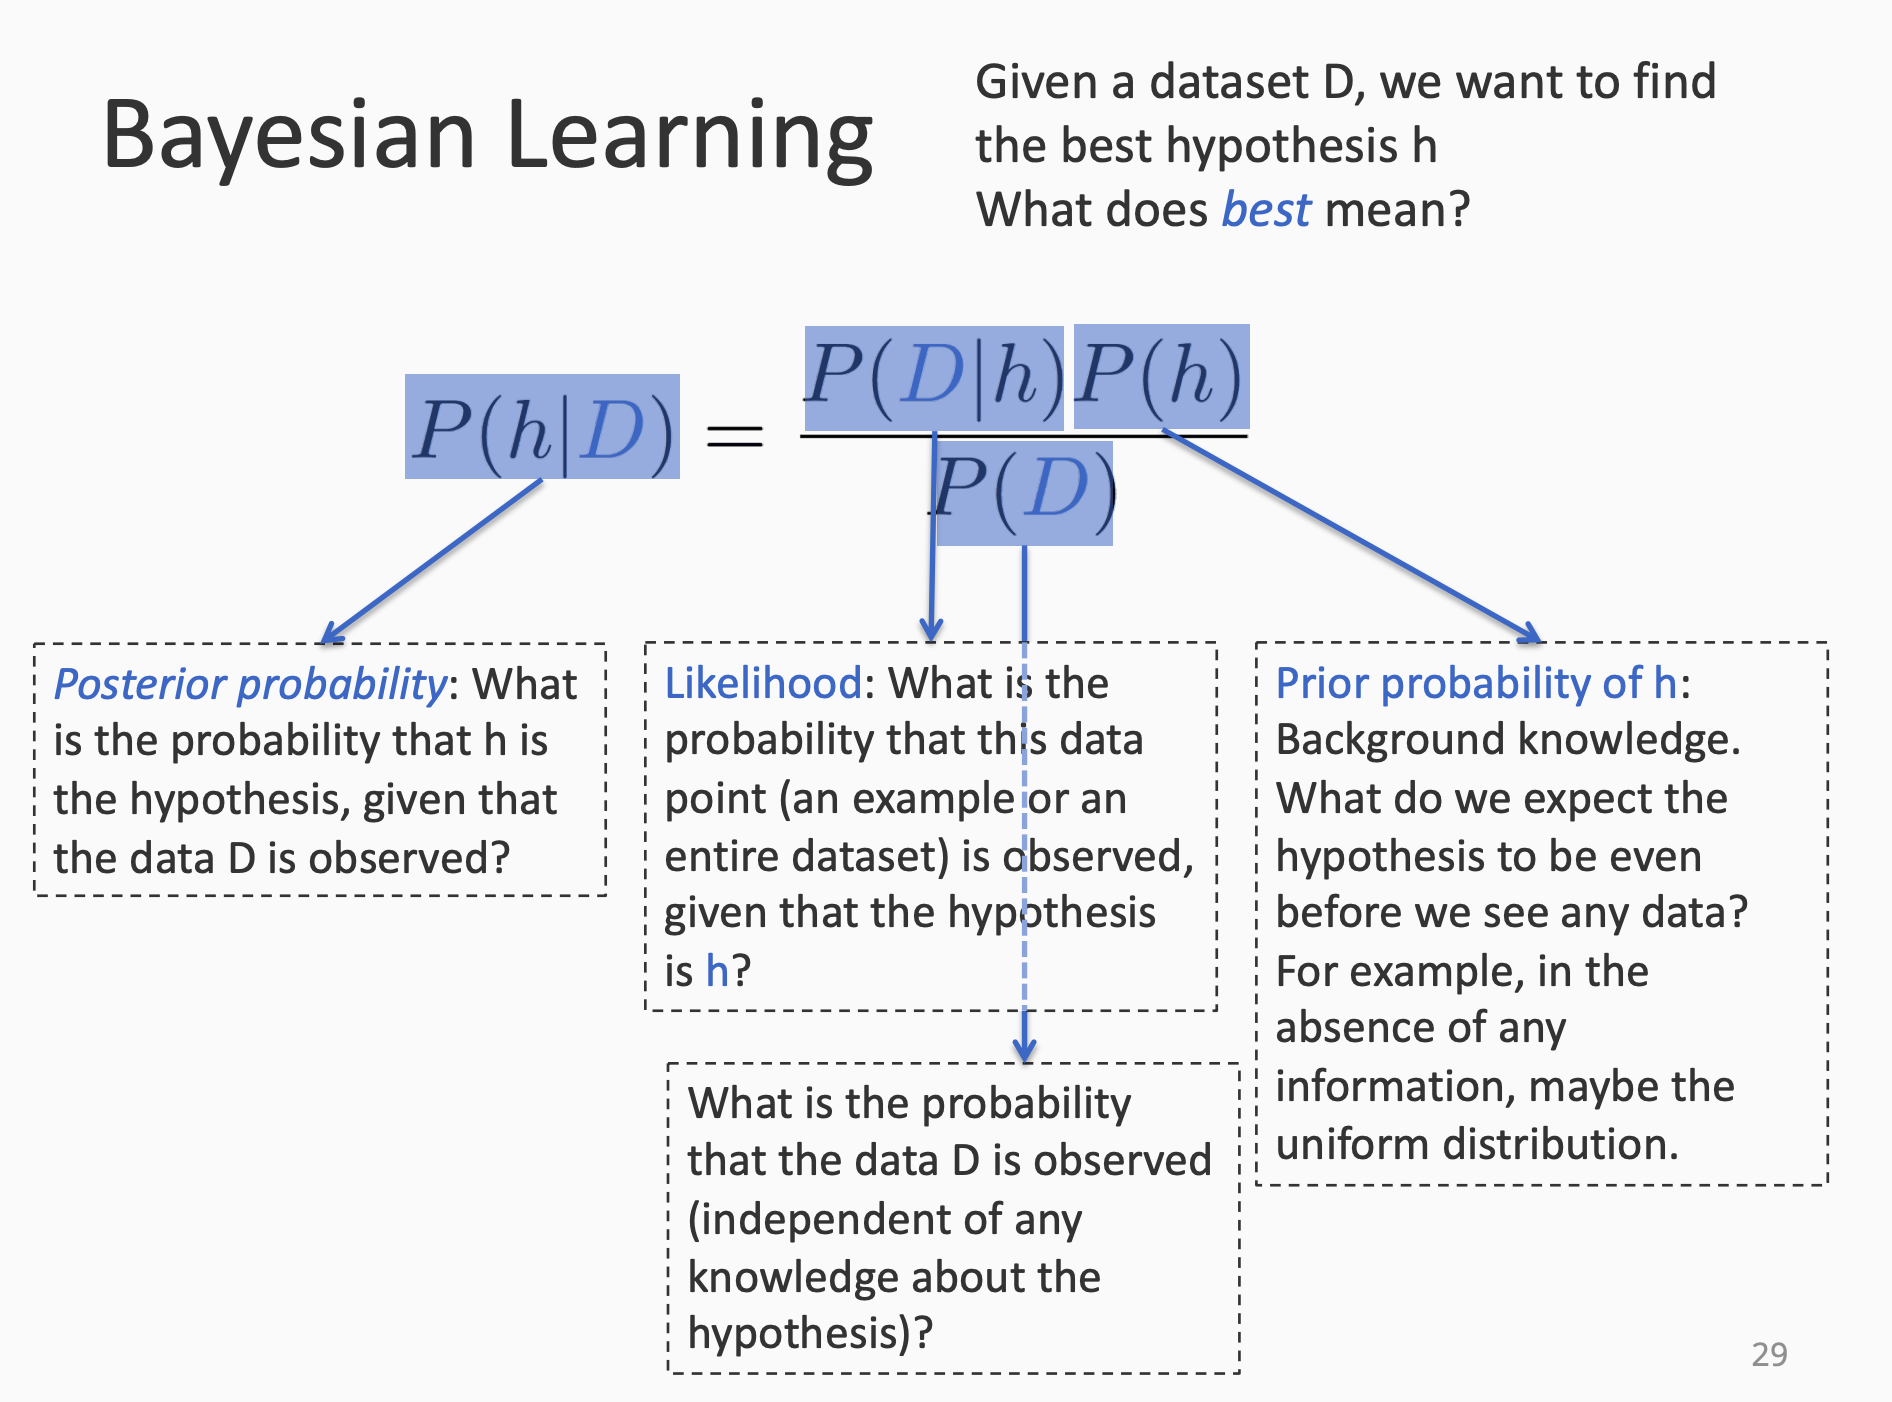 Bayesian Learning
Given a dataset D, we want to find
the best hypothesis h
What does best mean?
P(h|D) = P(D|h) P(h)
P(D)
Posterior probability: What
is the probability that h is
the hypothesis, given that
the data D is observed?
Likelihood: What is the
probability that this data
point (an example or an
entire dataset) is observed,
given that the hypothesis
is h?
Prior probability of h:
Background knowledge.
What do we expect the
hypothesis to be even
before we see any data?
For example, in the
absence of any
information, maybe the
uniform distribution.
What is the probability
that the data D is observed
(independent of any
knowledge about the
hypothesis)?
29